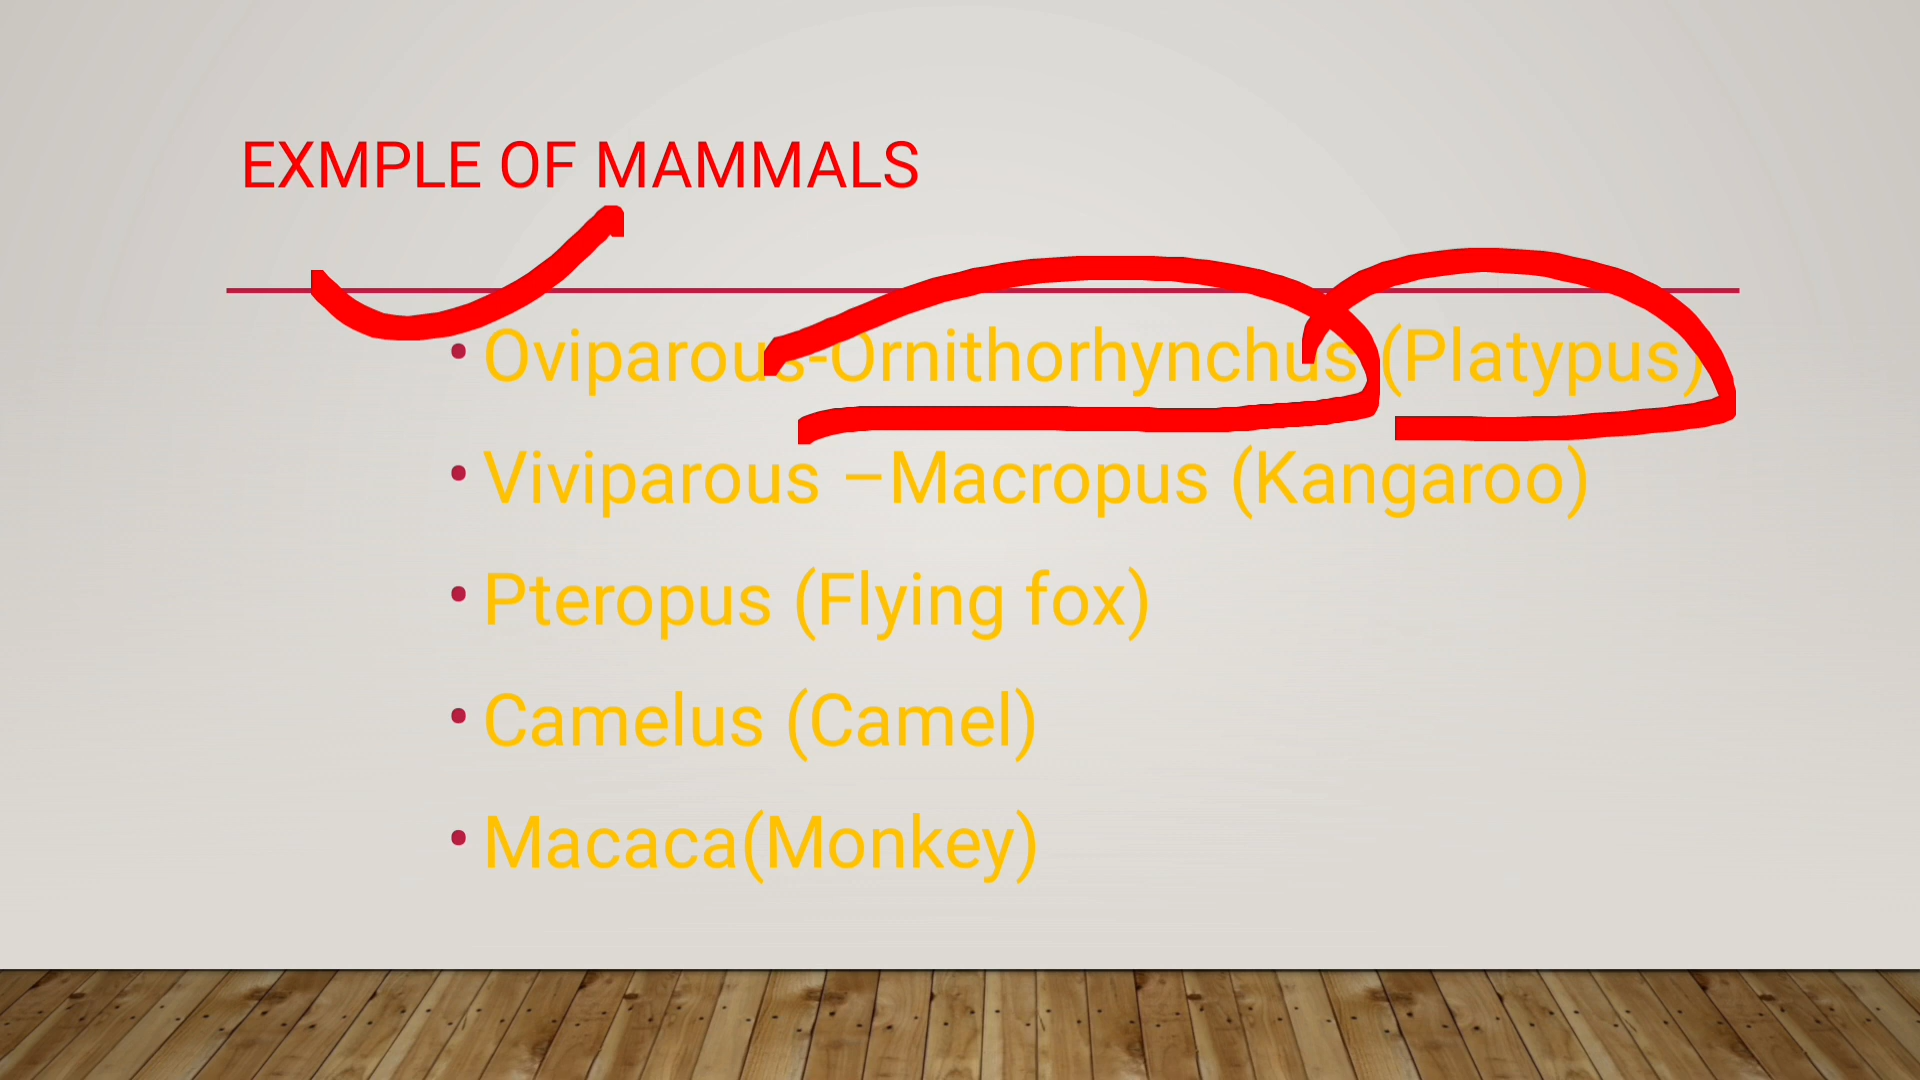 EXMPLE OF MAMMALS
• Oviparous-Ornithorhynchus (Platypus)
• Viviparous –Macropus (Kangaroo)
• Pteropus (Flying fox)
• Camelus (Camel)
• Macaca(Monkey)